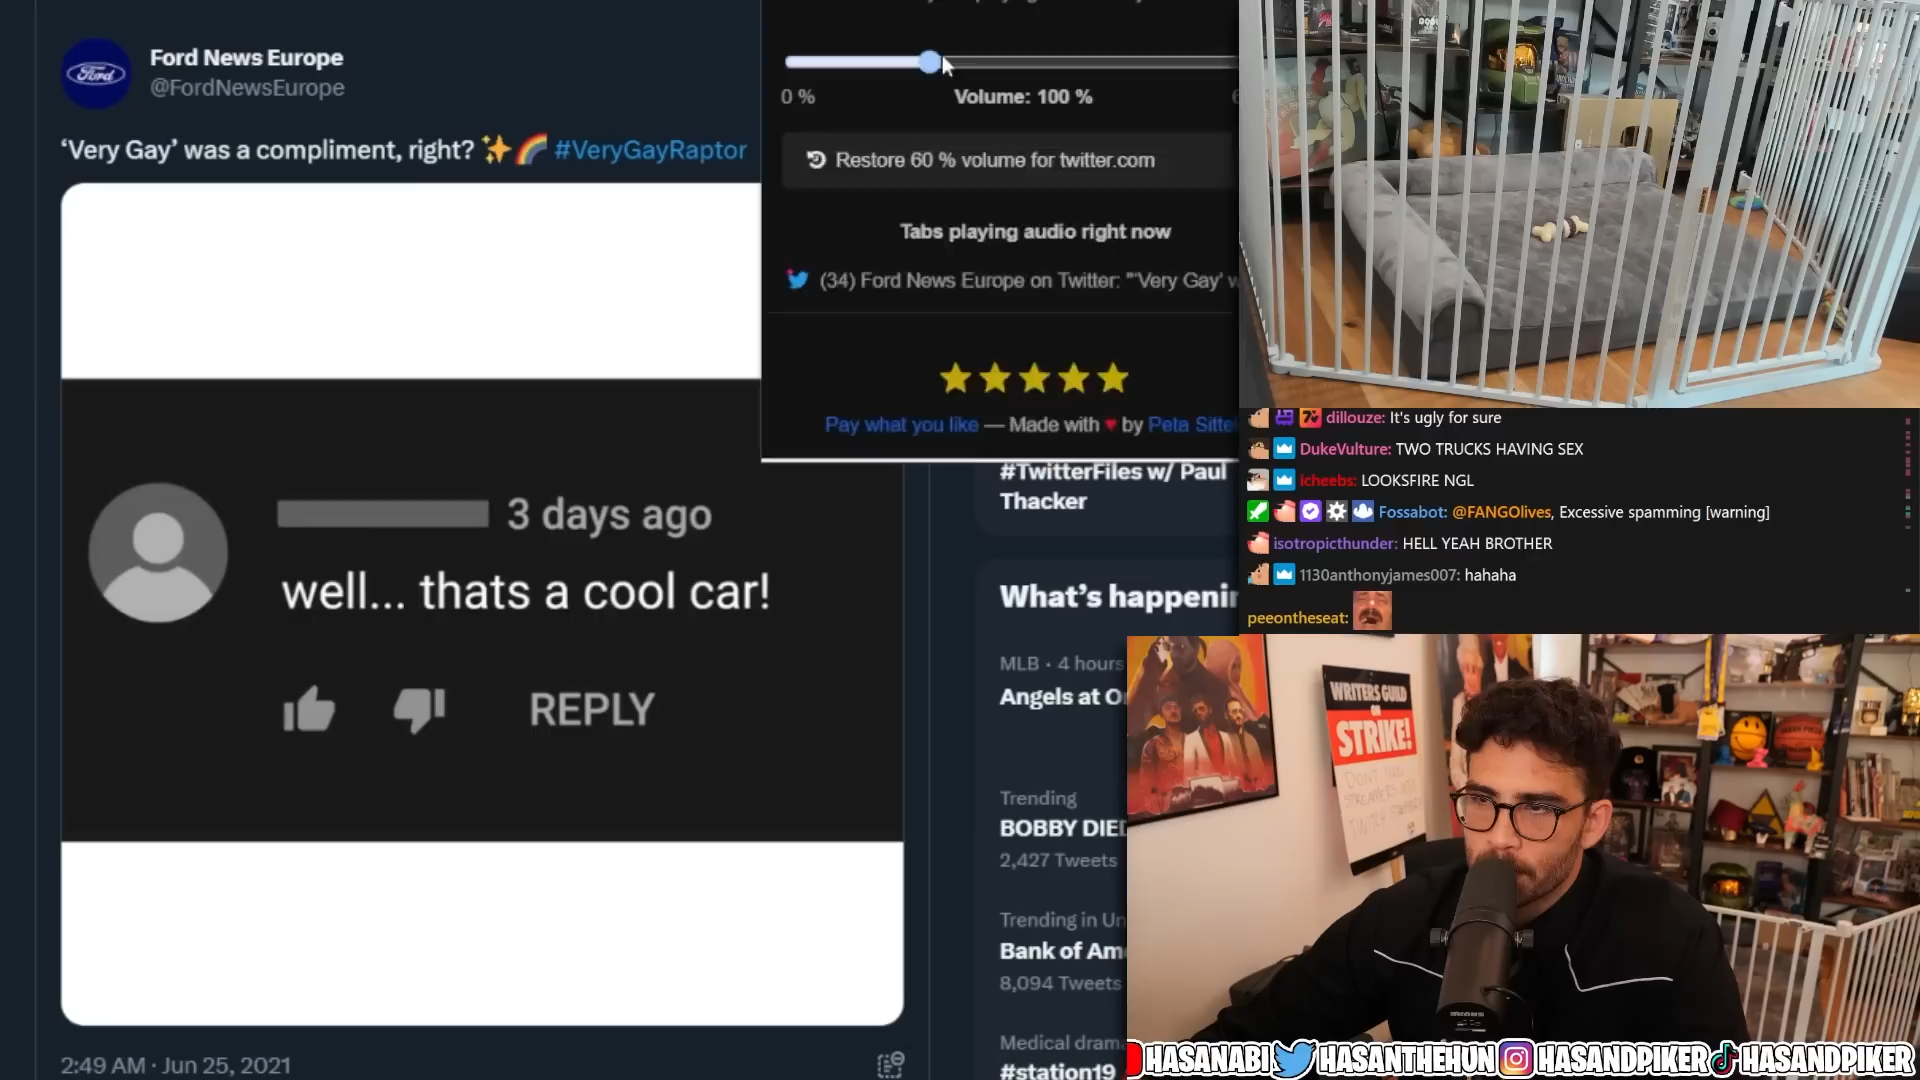 Ford News Europe
@FordNewsEurope
‘Very Gay’ was a compliment, right? ✨🌈 #VeryGayRaptor
3 days ago
well... thats a cool car!
REPLY
2:49 AM · Jun 25, 2021
0 %
Volume: 100 %
Restore 60 % volume for twitter.com
Tabs playing audio right now
(34) Ford News Europe on Twitter: "'Very Gay'
Pay what you like — Made with ♥ by Peta
#TwitterFiles w/ Paul
Thacker
What's
MLB · 4 hours
Angels at
Trending
BOBBY
2,427 Tweets
Trending in
Bank of
8,094 Tweets
Medical
#station19
dillouze: It's ugly for sure
DukeVulture: TWO TRUCKS HAVING SEX
icheebs: LOOKSFIRE NGL
Fossabot: @FANGOlives, Excessive spamming [warning]
isotropicthunder: HELL YEAH BROTHER
1130anthonyjames007: hahaha
peeontheseat:
WRITERS GUILD
ON
STRIKE!
HASANABI HASANTHEHUN HASANDPIKER HASANDPIKER